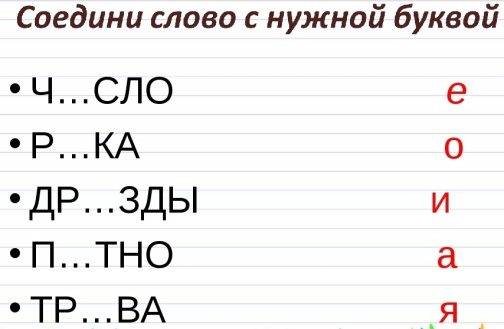 Соедини слово с нужной буквой
• Ч...СЛО е
• Р...КА о
• ДР...ЗДЫ и
• П...ТНО а
• ТР...ВА я